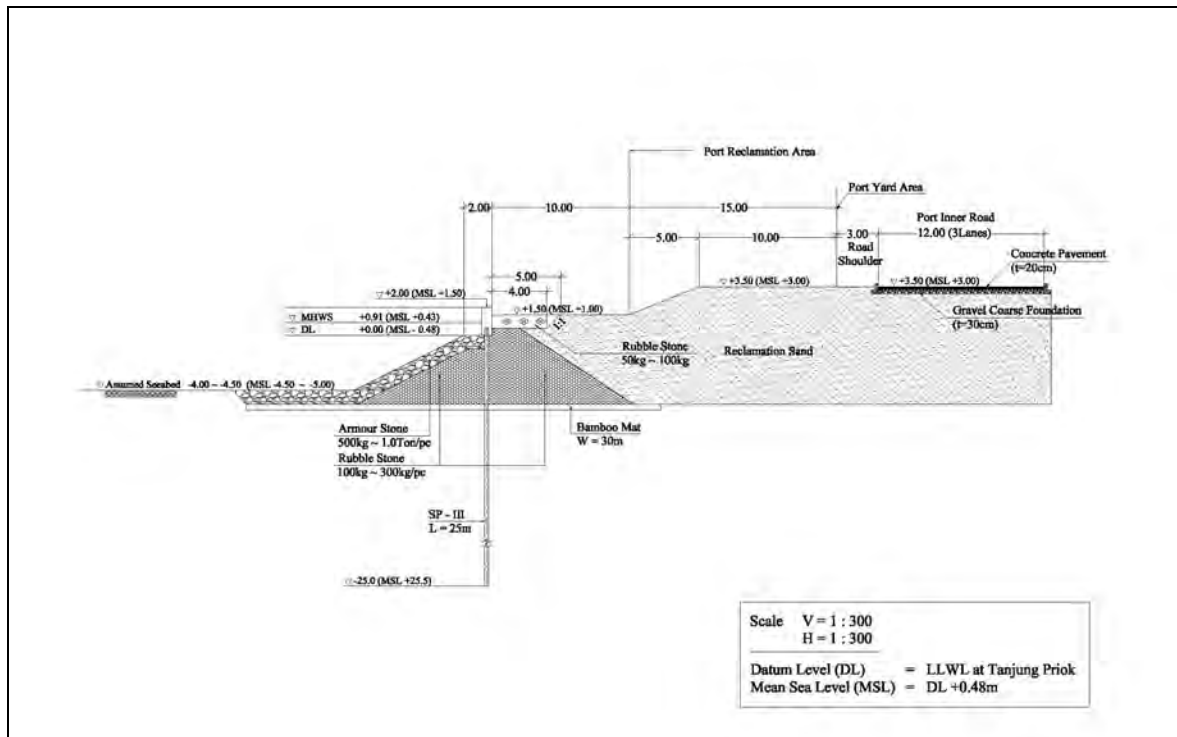 Port Reclamation Area
Port Yard Area
2.00
10.00
15.00
Port Inner Road
5.00
10.00
3.00
12.00 (3Lanes)
Road
Shoulder
Concrete Pavement
(t=20cm)
5.00
4.00
+2.00 (MSL +1.50)
+3.50 (MSL +3.00)
+3.50 (MSL +3.00)
MHWS +0.91 (MSL +0.43)
+1.50 (MSL +1.00)
DL +0.00 (MSL - 0.48)
1:1
Gravel Coarse Foundation
(t=30cm)
Rubble Stone
50kg ~ 100kg
Reclamation Sand
Assumed Seabed -4.00 ~ -4.50 (MSL -4.50 ~ -5.00)
Armour Stone
500kg ~ 1.0Ton/pc
Bamboo Mat
W = 30m
Rubble Stone
100kg ~ 300kg/pc
SP - III
L = 25m
-25.0 (MSL +25.5)
Scale V = 1 : 300
H = 1 : 300
Datum Level (DL) = LLWL at Tanjung Priok
Mean Sea Level (MSL) = DL +0.48m